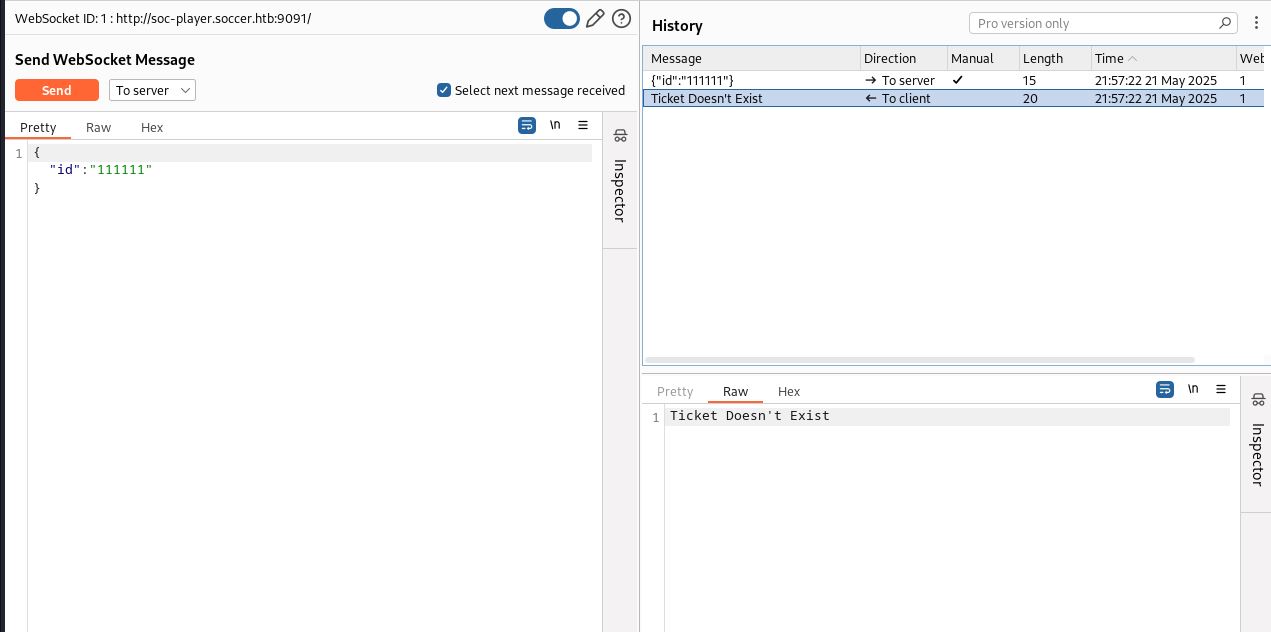 WebSocket ID: 1 : http://soc-player.soccer.htb:9091/
Send WebSocket Message
Send
To server
Select next message received
Pretty Raw Hex
\n
1 {
"id":"111111"
}
Inspector
History
Pro version only
Message Direction Manual Length Time Web
{"id":"111111"} → To server ✓ 15 21:57:22 21 May 2025 1
Ticket Doesn't Exist ← To client 20 21:57:22 21 May 2025 1
Pretty Raw Hex
\n
1 Ticket Doesn't Exist
Inspector